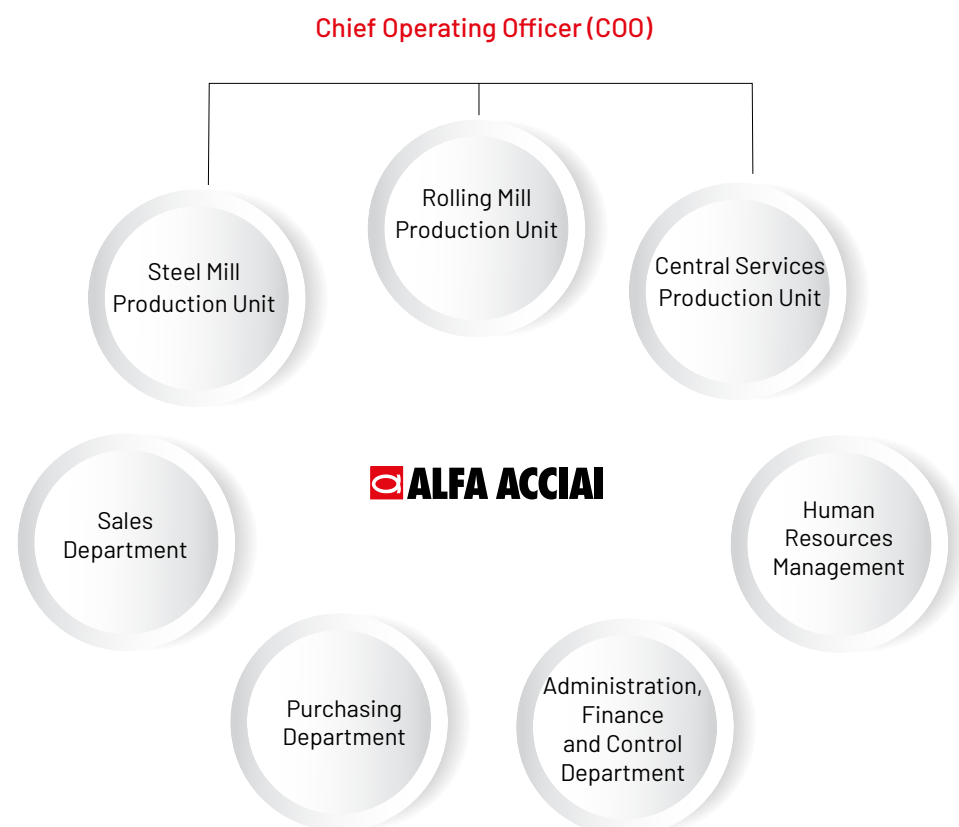 Chief Operating Officer (COO)
Rolling Mill
Production Unit
Steel Mill
Production Unit
Central Services
Production Unit
ALFA ACCIAI
Sales
Department
Human
Resources
Management
Purchasing
Department
Administration,
Finance
and Control
Department